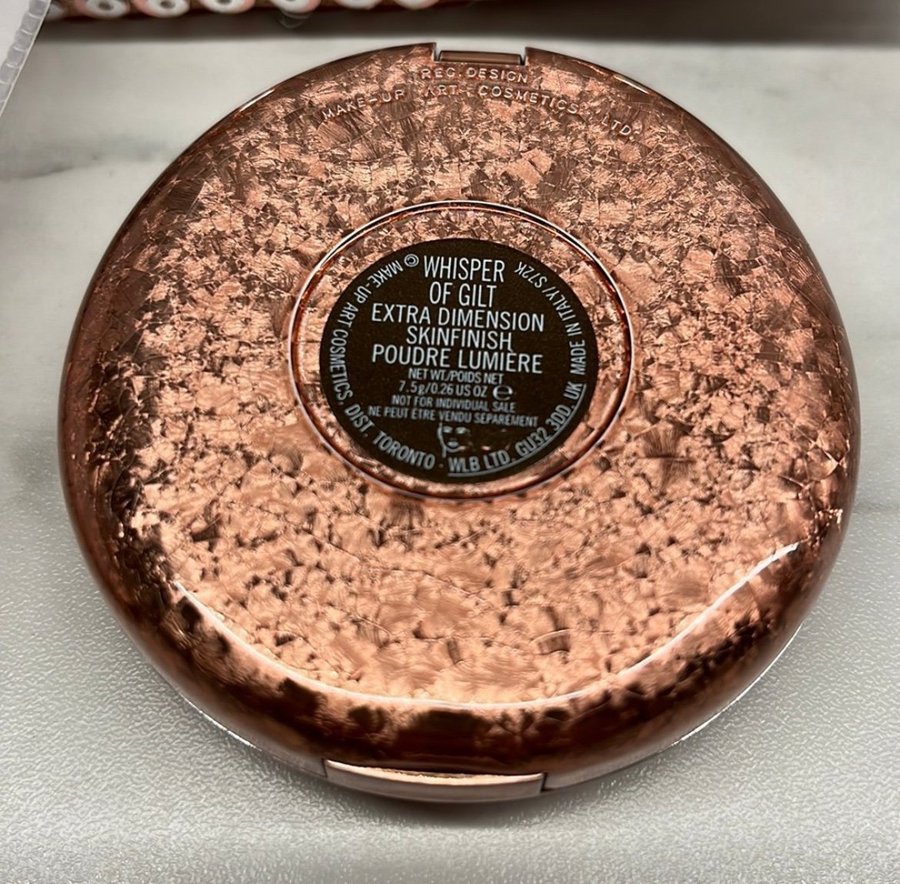 REG. DESIGN
MAKE-UP ART COSMETICS LTD.
WHISPER
OF GILT
EXTRA DIMENSION
SKINFINISH
POUDRE LUMIÈRE
NET WT./POIDS NET
7.5g/0.26 US OZ ℮
NOT FOR INDIVIDUAL SALE
NE PEUT ÊTRE VENDU SÉPARÉMENT
© MAKE-UP ART COSMETICS, DIST. TORONTO · WLB LTD. GU32 3DD, UK MADE IN ITALY/ S72K